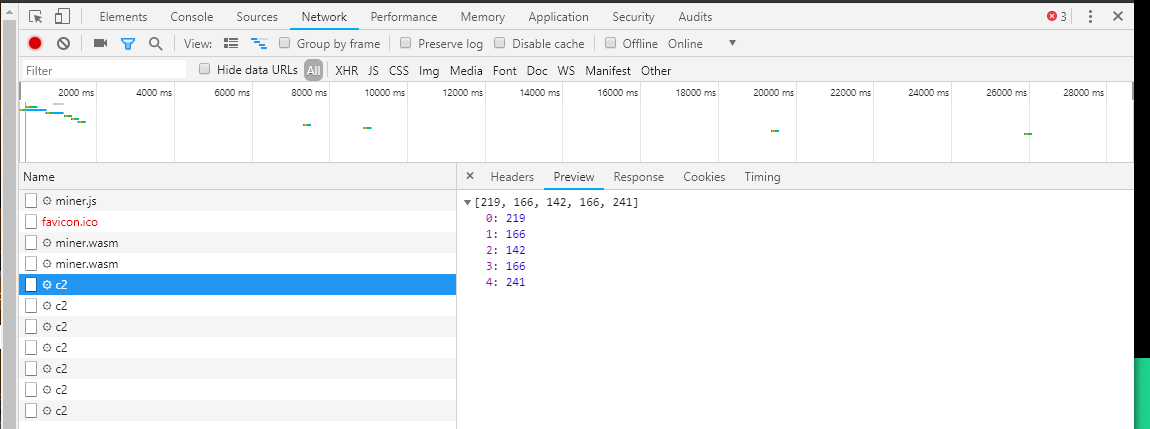 Elements Console Sources Network Performance Memory Application Security Audits 3
View: Group by frame Preserve log Disable cache Offline Online
Filter Hide data URLs All XHR JS CSS Img Media Font Doc WS Manifest Other
2000 ms 4000 ms 6000 ms 8000 ms 10000 ms 12000 ms 14000 ms 16000 ms 18000 ms 20000 ms 22000 ms 24000 ms 26000 ms 28000 ms
Name
miner.js
favicon.ico
miner.wasm
miner.wasm
c2
c2
c2
c2
c2
c2
c2
Headers Preview Response Cookies Timing
[219, 166, 142, 166, 241]
0: 219
1: 166
2: 142
3: 166
4: 241